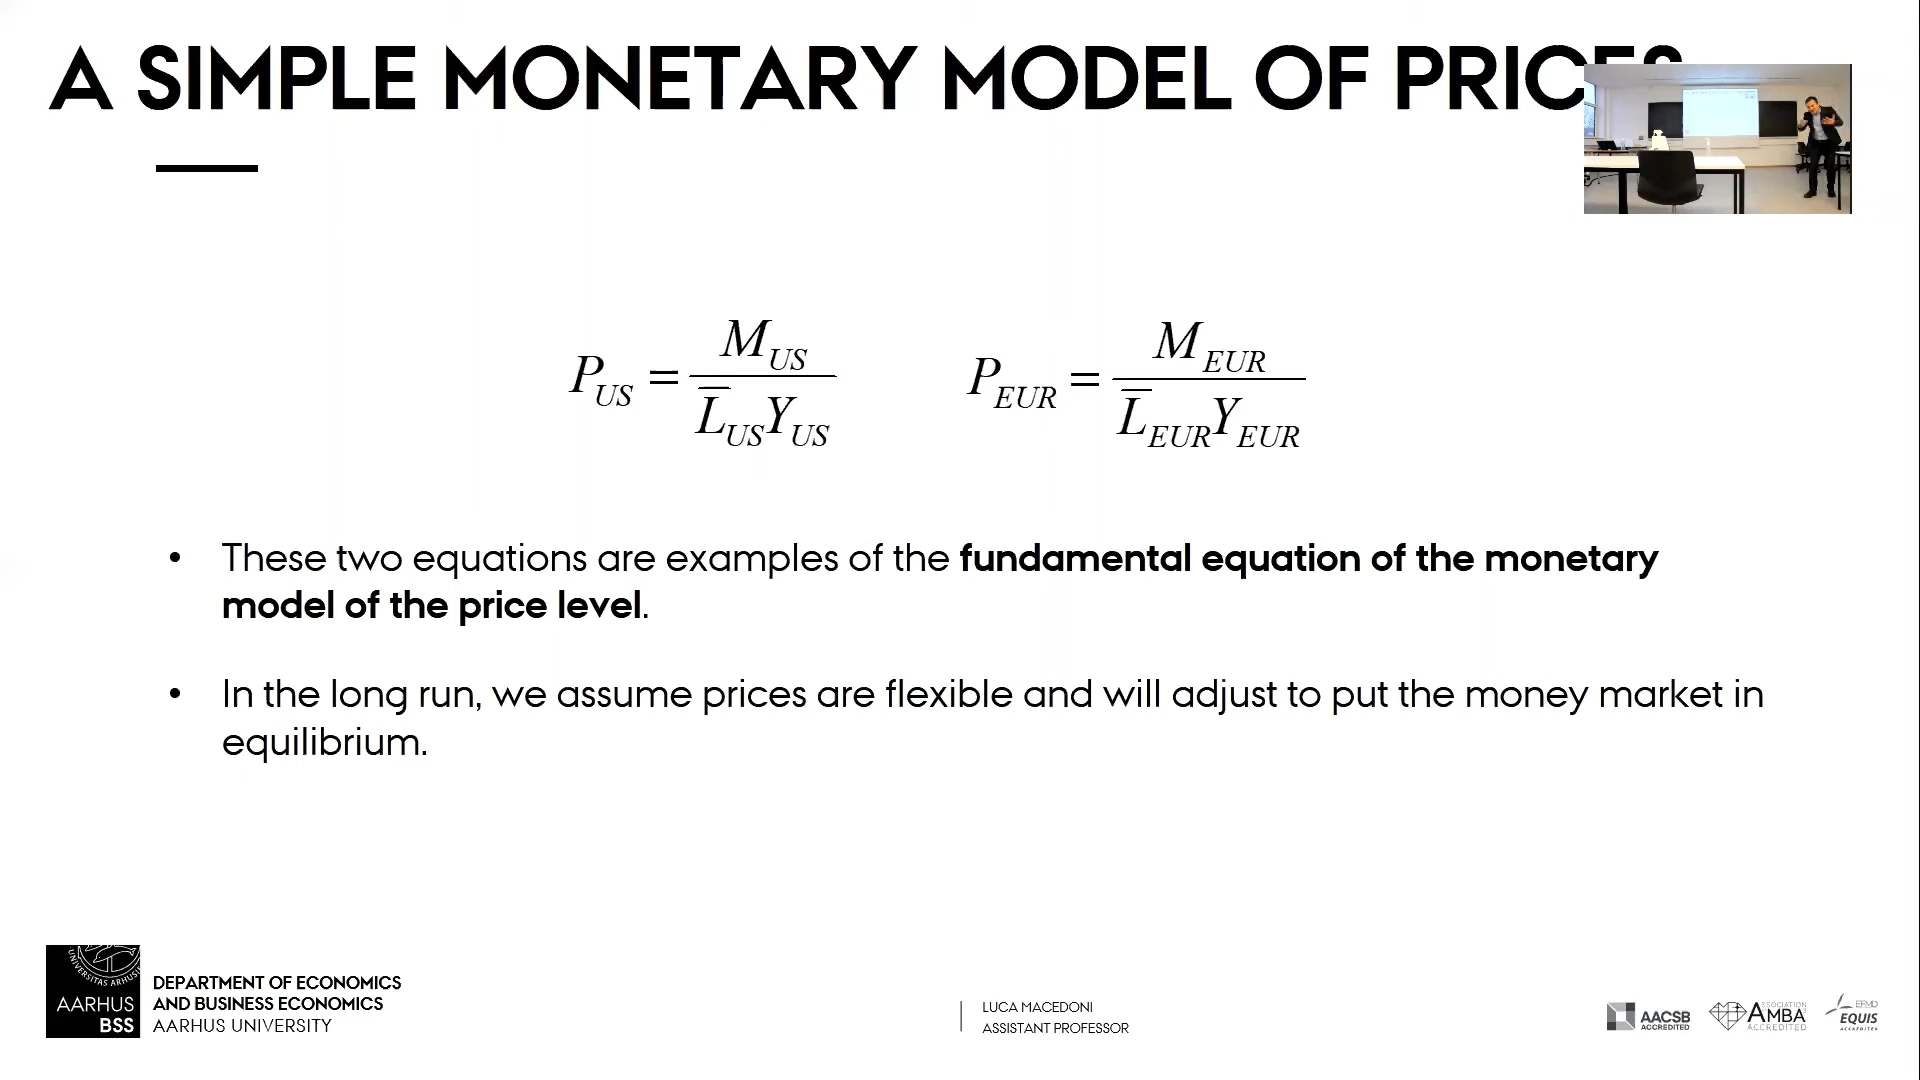 A SIMPLE MONETARY MODEL OF PRICES
P_US = M_US / (L̅_US Y_US)
P_EUR = M_EUR / (L̅_EUR Y_EUR)
• These two equations are examples of the fundamental equation of the monetary
model of the price level.
• In the long run, we assume prices are flexible and will adjust to put the money market in
equilibrium.
AARHUS
BSS
DEPARTMENT OF ECONOMICS
AND BUSINESS ECONOMICS
AARHUS UNIVERSITY
LUCA MACEDONI
ASSISTANT PROFESSOR
AACSB
ACCREDITED
ASSOCIATION
AMBA
ACCREDITED
EFMD
EQUIS
ACCREDITED